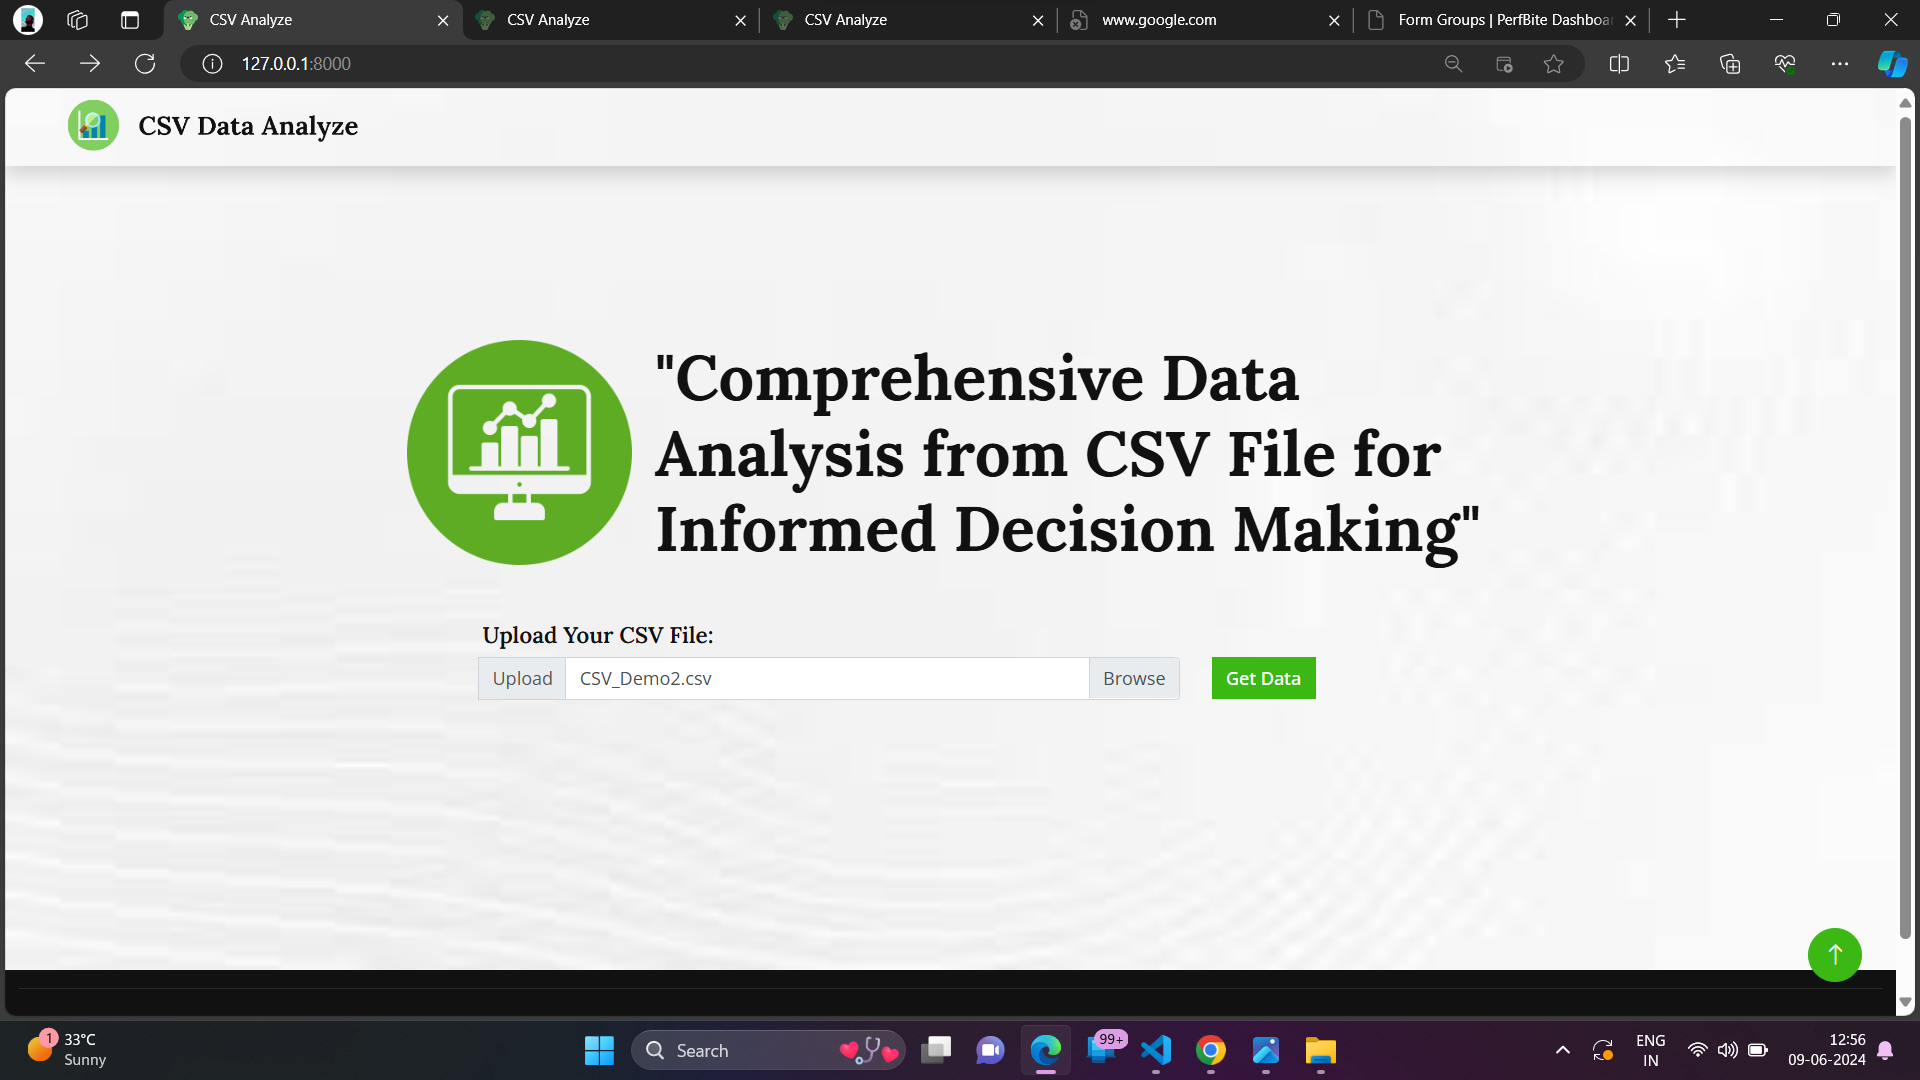 CSV Analyze
CSV Analyze
CSV Analyze
www.google.com
Form Groups | PerfBite Dashboar
127.0.0.1:8000
CSV Data Analyze
"Comprehensive Data
Analysis from CSV File for
Informed Decision Making"
Upload Your CSV File:
Upload CSV_Demo2.csv Browse Get Data
1 33°C
Sunny
Search
99+
ENG
IN
12:56
09-06-2024